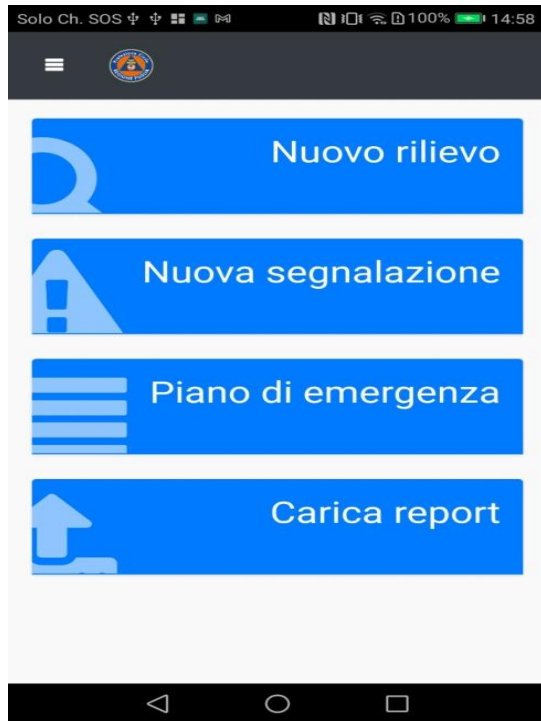 Solo Ch. SOS 100% 14:58
Nuovo rilievo
Nuova segnalazione
Piano di emergenza
Carica report